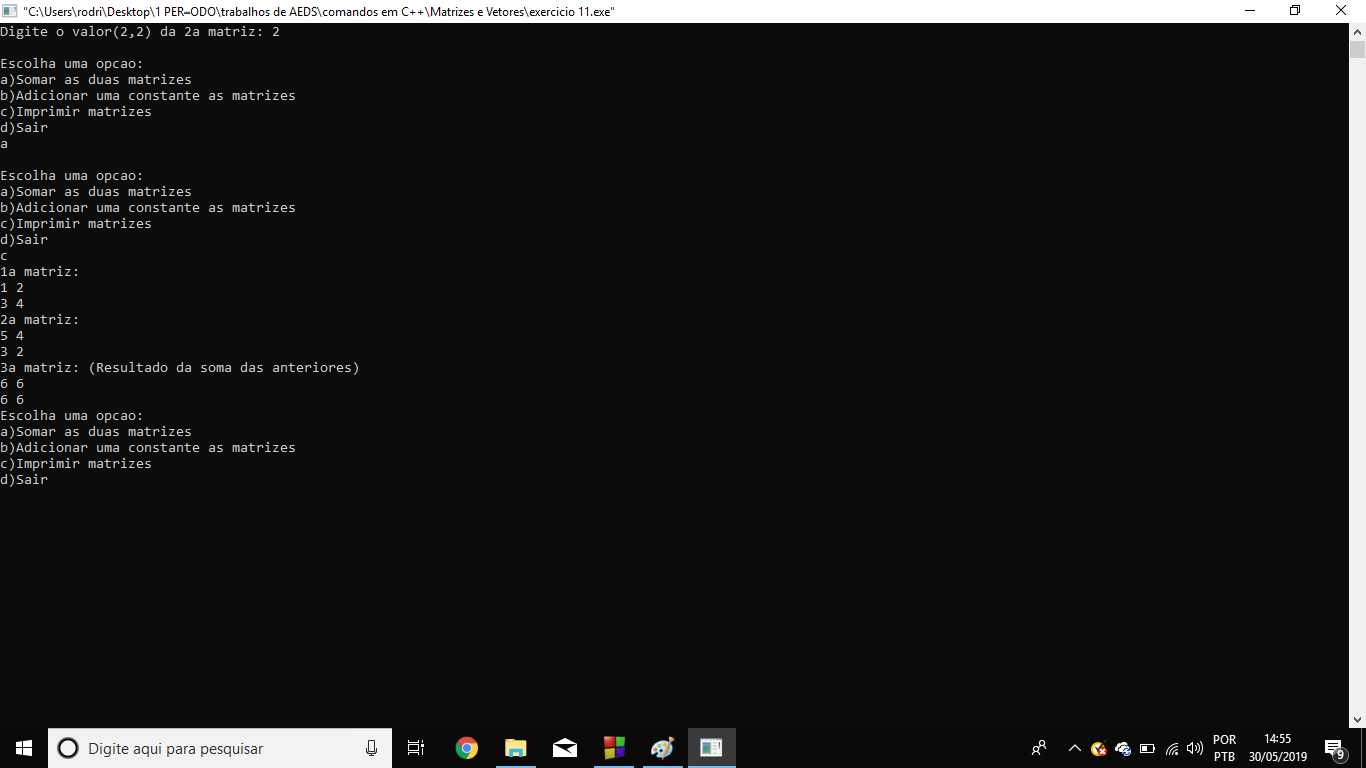 "C:\Users\rodri\Desktop\1 PER=ODO\trabalhos de AEDS\comandos em C++\Matrizes e Vetores\exercicio 11.exe"
Digite o valor(2,2) da 2a matriz: 2
Escolha uma opcao:
a)Somar as duas matrizes
b)Adicionar uma constante as matrizes
c)Imprimir matrizes
d)Sair
a
Escolha uma opcao:
a)Somar as duas matrizes
b)Adicionar uma constante as matrizes
c)Imprimir matrizes
d)Sair
c
1a matriz:
1 2
3 4
2a matriz:
5 4
3 2
3a matriz: (Resultado da soma das anteriores)
6 6
6 6
Escolha uma opcao:
a)Somar as duas matrizes
b)Adicionar uma constante as matrizes
c)Imprimir matrizes
d)Sair
Digite aqui para pesquisar
POR
PTB
14:55
30/05/2019
9